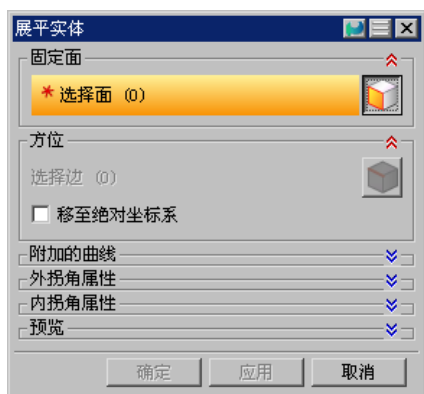 展平实体
固定面
* 选择面 (0)
方位
选择边 (0)
移至绝对坐标系
附加的曲线
外拐角属性
内拐角属性
预览
确定 应用 取消